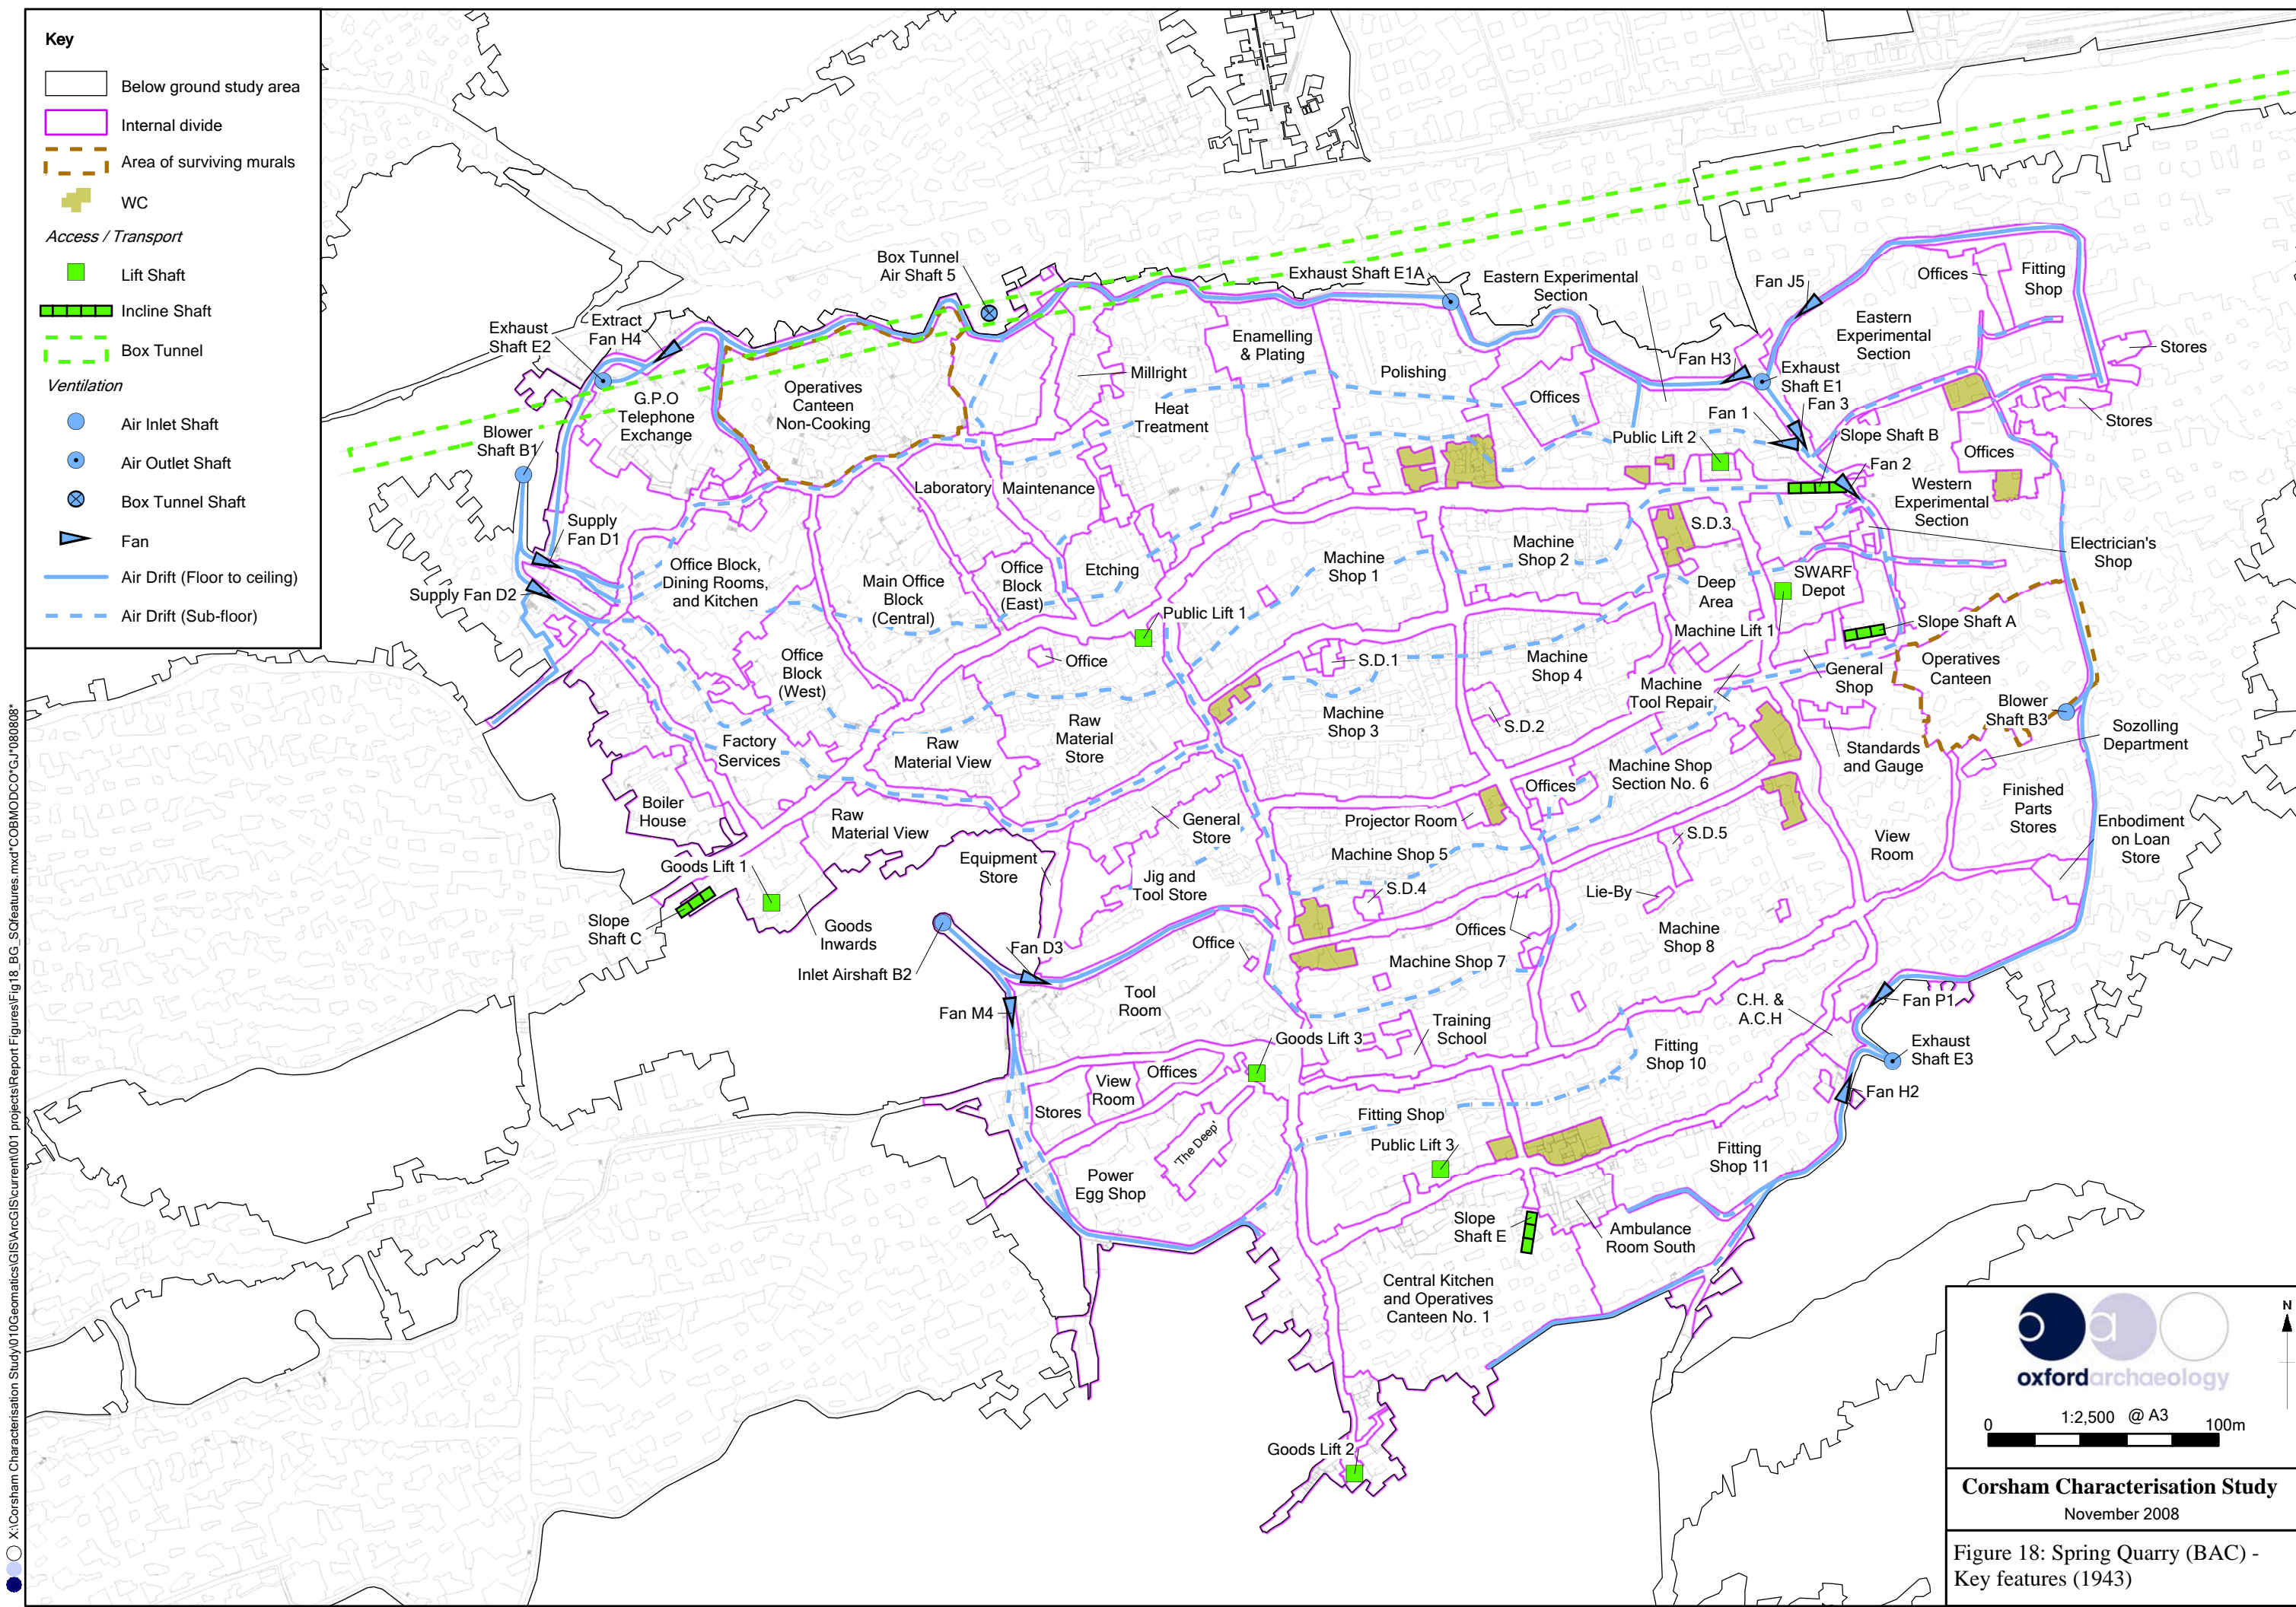 Key
Below ground study area
Internal divide
Area of surviving murals
WC
Access / Transport
Lift Shaft
Incline Shaft
Box Tunnel
Ventilation
Air Inlet Shaft
Air Outlet Shaft
Box Tunnel Shaft
Fan
Air Drift (Floor to ceiling)
Air Drift (Sub-floor)
Box Tunnel
Air Shaft 5
Exhaust Shaft E1A
Eastern Experimental
Section
Fan J5
Offices
Fitting
Shop
Exhaust
Shaft E2
Extract
Fan H4
Enamelling
& Plating
Eastern
Experimental
Section
Stores
Millright
Polishing
Fan H3
Exhaust
Shaft E1
G.P.O
Telephone
Exchange
Operatives
Canteen
Non-Cooking
Heat
Treatment
Offices
Fan 1
Fan 3
Stores
Blower
Shaft B1
Public Lift 2
Slope Shaft B
Offices
Fan 2
Laboratory
Maintenance
Western
Experimental
Section
Supply
Fan D1
S.D.3
Electrician's
Shop
Office Block,
Dining Rooms,
and Kitchen
Main Office
Block
(Central)
Office
Block
(East)
Etching
Machine
Shop 1
Machine
Shop 2
Deep
Area
SWARF
Depot
Supply Fan D2
Public Lift 1
Machine Lift 1
Slope Shaft A
Office
Block
(West)
Office
S.D.1
Machine
Shop 4
General
Shop
Operatives
Canteen
Machine
Tool Repair
Blower
Shaft B3
Raw
Material
Store
Machine
Shop 3
S.D.2
Sozolling
Department
Factory
Services
Raw
Material View
Standards
and Gauge
Machine Shop
Section No. 6
Offices
Finished
Parts
Stores
Boiler
House
Raw
Material View
General
Store
Projector Room
S.D.5
Enbodiment
on Loan
Store
View
Room
Goods Lift 1
Equipment
Store
Machine Shop 5
Jig and
Tool Store
S.D.4
Lie-By
Slope
Shaft C
Goods
Inwards
Office
Offices
Machine
Shop 8
Fan D3
Inlet Airshaft B2
Machine Shop 7
Tool
Room
Fan P1
Fan M4
C.H. &
A.C.H
Training
School
Goods Lift 3
Exhaust
Shaft E3
Fitting
Shop 10
Offices
View
Room
Fan H2
Stores
Fitting Shop
'The Deep'
Public Lift 3
Fitting
Shop 11
Power
Egg Shop
Slope
Shaft E
Ambulance
Room South
Central Kitchen
and Operatives
Canteen No. 1
Goods Lift 2
N
oxfordarchaeology
0 1:2,500 @ A3 100m
Corsham Characterisation Study
November 2008
Figure 18: Spring Quarry (BAC) -
Key features (1943)
X:\Corsham Characterisation Study\010Geomatics\GIS\ArcGIS\current\001 projects\Report Figures\Fig18_BG_SQfeatures.mxd*COBMODCO*GJ*080808*